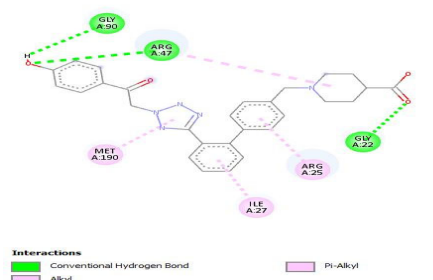 GLY
A:90
ARG
A:47
H
O
O
N
N
N
N
N
O
O
MET
A:190
GLY
A:22
ARG
A:25
ILE
A:27
Interactions
Conventional Hydrogen Bond
Pi-Alkyl
Alkyl